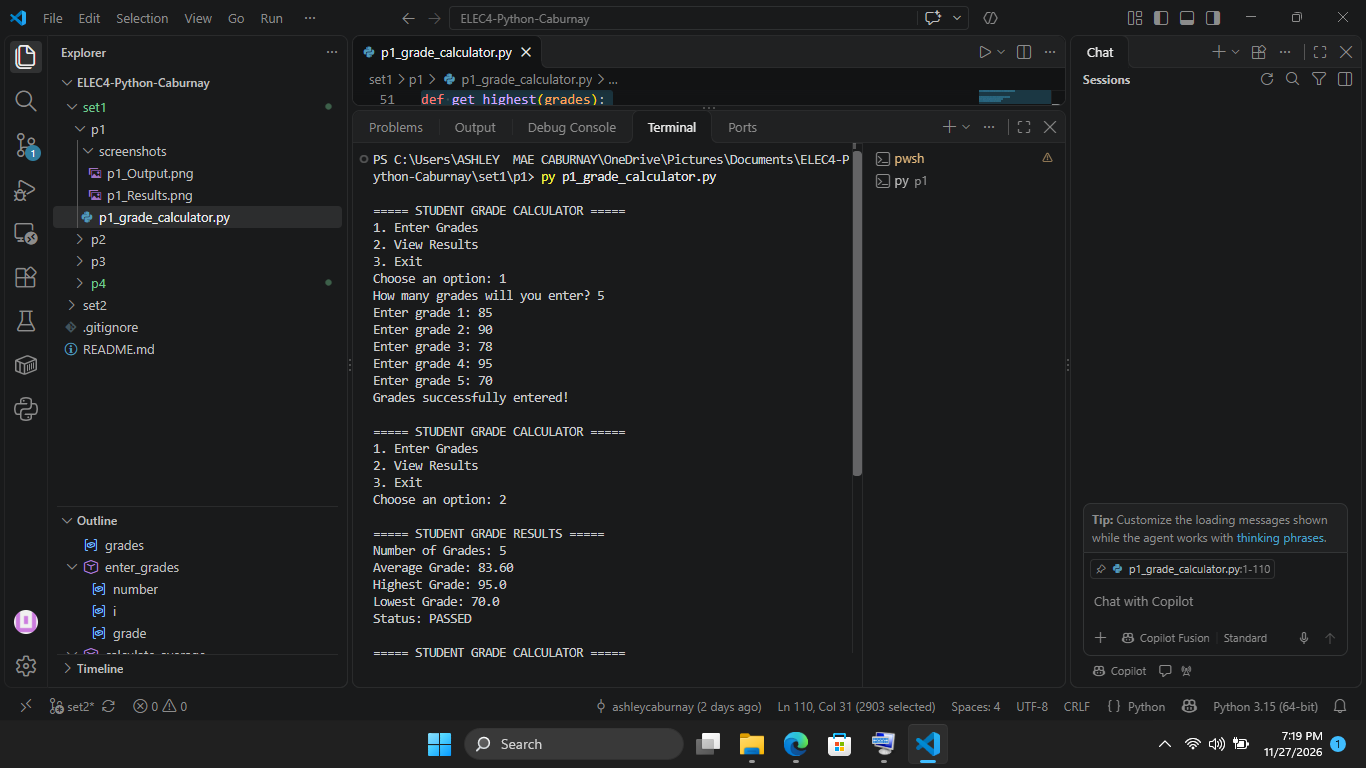 File Edit Selection View Go Run ···
ELEC4-Python-Caburnay
Explorer
ELEC4-Python-Caburnay
set1
p1
screenshots
p1_Output.png
p1_Results.png
p1_grade_calculator.py
p2
p3
p4
set2
.gitignore
README.md
Outline
grades
enter_grades
number
i
grade
Timeline
p1_grade_calculator.py
set1 > p1 > p1_grade_calculator.py > ...
51 def get_highest(grades):
Problems Output Debug Console Terminal Ports
PS C:\Users\ASHLEY  MAE CABURNAY\OneDrive\Pictures\Documents\ELEC4-P
ython-Caburnay\set1\p1> py p1_grade_calculator.py
===== STUDENT GRADE CALCULATOR =====
1. Enter Grades
2. View Results
3. Exit
Choose an option: 1
How many grades will you enter? 5
Enter grade 1: 85
Enter grade 2: 90
Enter grade 3: 78
Enter grade 4: 95
Enter grade 5: 70
Grades successfully entered!
===== STUDENT GRADE CALCULATOR =====
1. Enter Grades
2. View Results
3. Exit
Choose an option: 2
===== STUDENT GRADE RESULTS =====
Number of Grades: 5
Average Grade: 83.60
Highest Grade: 95.0
Lowest Grade: 70.0
Status: PASSED
===== STUDENT GRADE CALCULATOR =====
pwsh
py p1
Chat
Sessions
Tip: Customize the loading messages shown
while the agent works with thinking phrases.
p1_grade_calculator.py:1-110
Chat with Copilot
Copilot Fusion Standard
Copilot
1
set2* 0 0
ashleycaburnay (2 days ago) Ln 110, Col 31 (2903 selected) Spaces: 4 UTF-8 CRLF { } Python Python 3.15 (64-bit)
Search
7:19 PM
11/27/2026
1